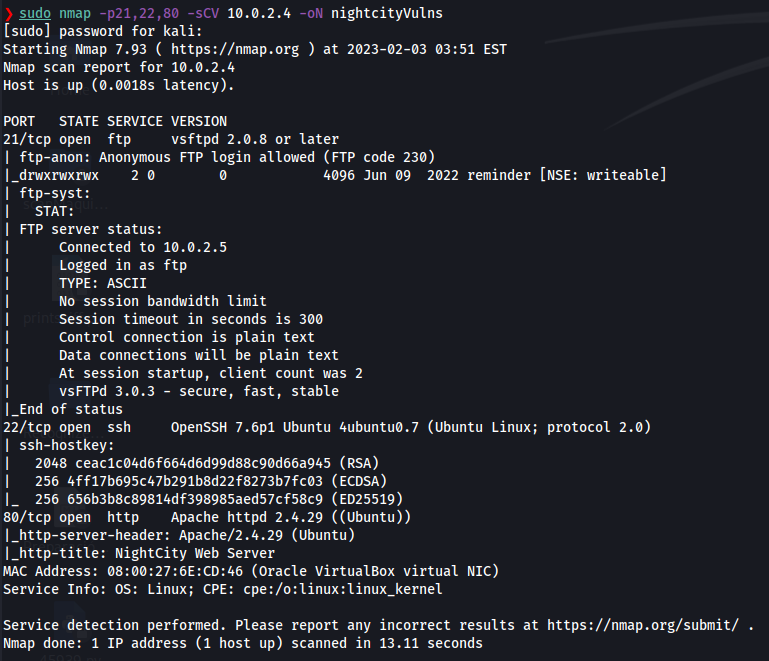 ❯ sudo nmap -p21,22,80 -sCV 10.0.2.4 -oN nightcityVulns
[sudo] password for kali:
Starting Nmap 7.93 ( https://nmap.org ) at 2023-02-03 03:51 EST
Nmap scan report for 10.0.2.4
Host is up (0.0018s latency).

PORT   STATE SERVICE VERSION
21/tcp open  ftp     vsftpd 2.0.8 or later
| ftp-anon: Anonymous FTP login allowed (FTP code 230)
|_drwxrwxrwx    2 0        0            4096 Jun 09  2022 reminder [NSE: writeable]
| ftp-syst:
|   STAT:
| FTP server status:
|      Connected to 10.0.2.5
|      Logged in as ftp
|      TYPE: ASCII
|      No session bandwidth limit
|      Session timeout in seconds is 300
|      Control connection is plain text
|      Data connections will be plain text
|      At session startup, client count was 2
|      vsFTPd 3.0.3 - secure, fast, stable
|_End of status
22/tcp open  ssh     OpenSSH 7.6p1 Ubuntu 4ubuntu0.7 (Ubuntu Linux; protocol 2.0)
| ssh-hostkey:
|   2048 ceac1c04d6f664d6d99d88c90d66a945 (RSA)
|   256 4ff17b695c47b291b8d22f8273b7fc03 (ECDSA)
|_  256 656b3b8c89814df398985aed57cf58c9 (ED25519)
80/tcp open  http    Apache httpd 2.4.29 ((Ubuntu))
|_http-server-header: Apache/2.4.29 (Ubuntu)
|_http-title: NightCity Web Server
MAC Address: 08:00:27:6E:CD:46 (Oracle VirtualBox virtual NIC)
Service Info: OS: Linux; CPE: cpe:/o:linux:linux_kernel

Service detection performed. Please report any incorrect results at https://nmap.org/submit/ .
Nmap done: 1 IP address (1 host up) scanned in 13.11 seconds